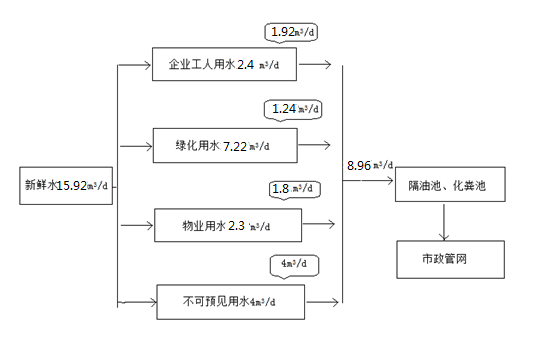 1.92m³/d
企业工人用水2.4 m³/d
1.24m³/d
绿化用水7.22m³/d
8.96m³/d
新鲜水15.92m³/d
隔油池、化粪池
1.8 m³/d
物业用水2.3 m³/d
市政管网
4m³/d
不可预见用水4m³/d